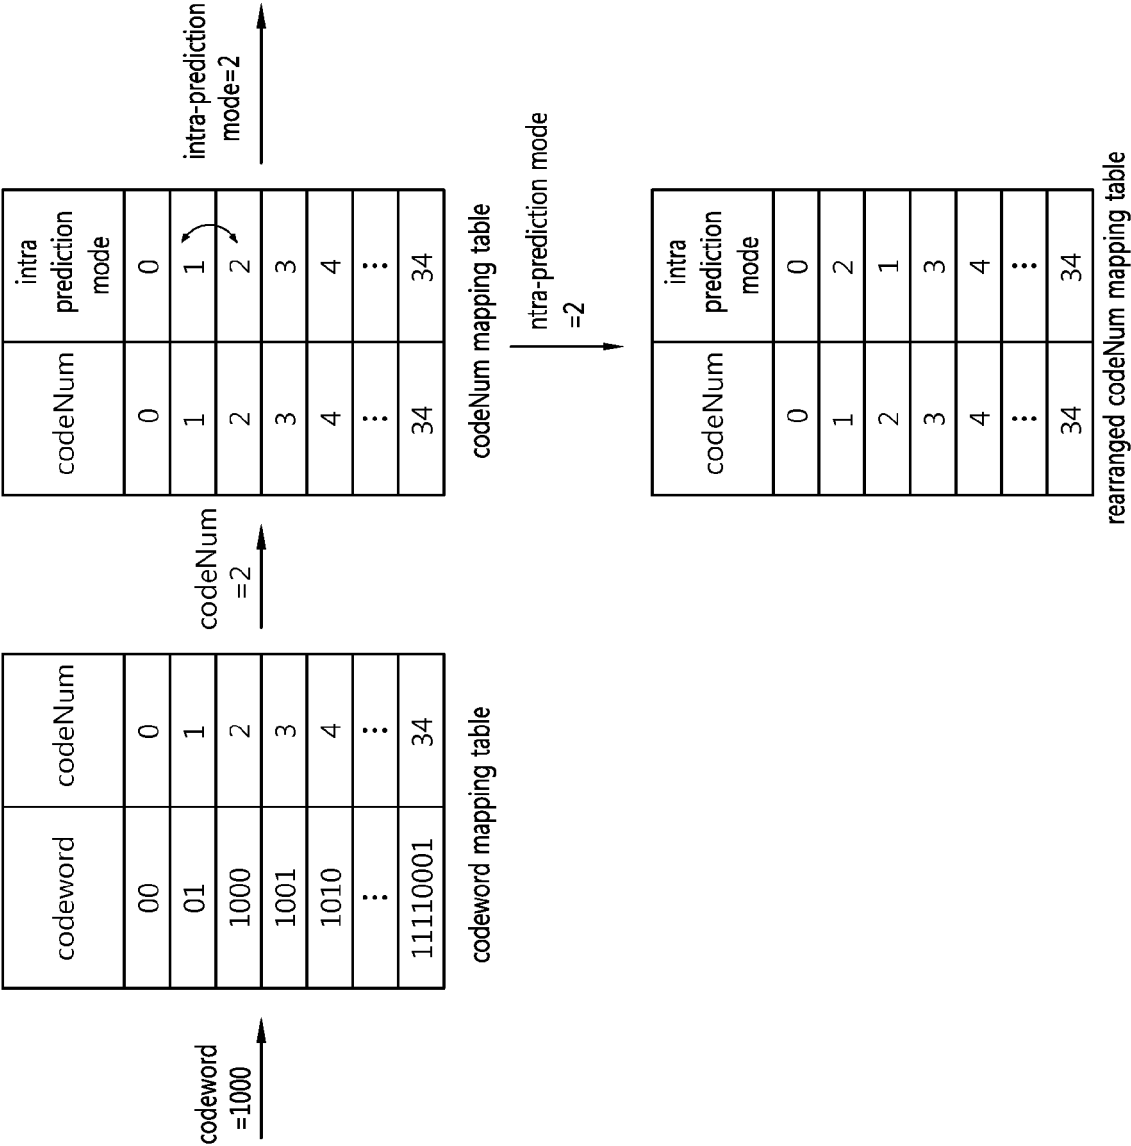 codeword
=1000
codeword codeNum
00 0
01 1
1000 2
1001 3
1010 4
⋮ ⋮
11110001 34
codeword mapping table
codeNum
=2
codeNum intra
prediction
mode
0 0
1 1
2 2
3 3
4 4
⋮ ⋮
34 34
codeNum mapping table
intra-prediction
mode=2
ntra-prediction mode
=2
codeNum intra
prediction
mode
0 0
1 2
2 1
3 3
4 4
⋮ ⋮
34 34
rearranged codeNum mapping table